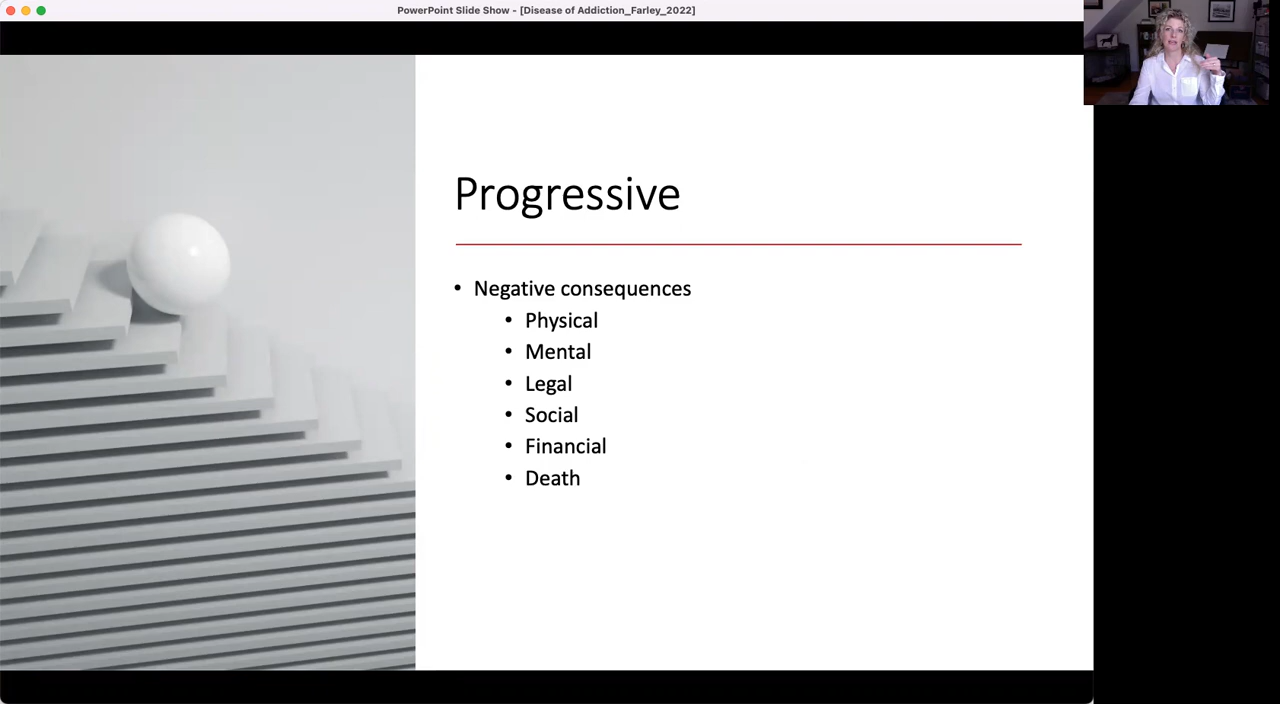 PowerPoint Slide Show - [Disease of Addiction_Farley_2022]
Progressive
• Negative consequences
• Physical
• Mental
• Legal
• Social
• Financial
• Death